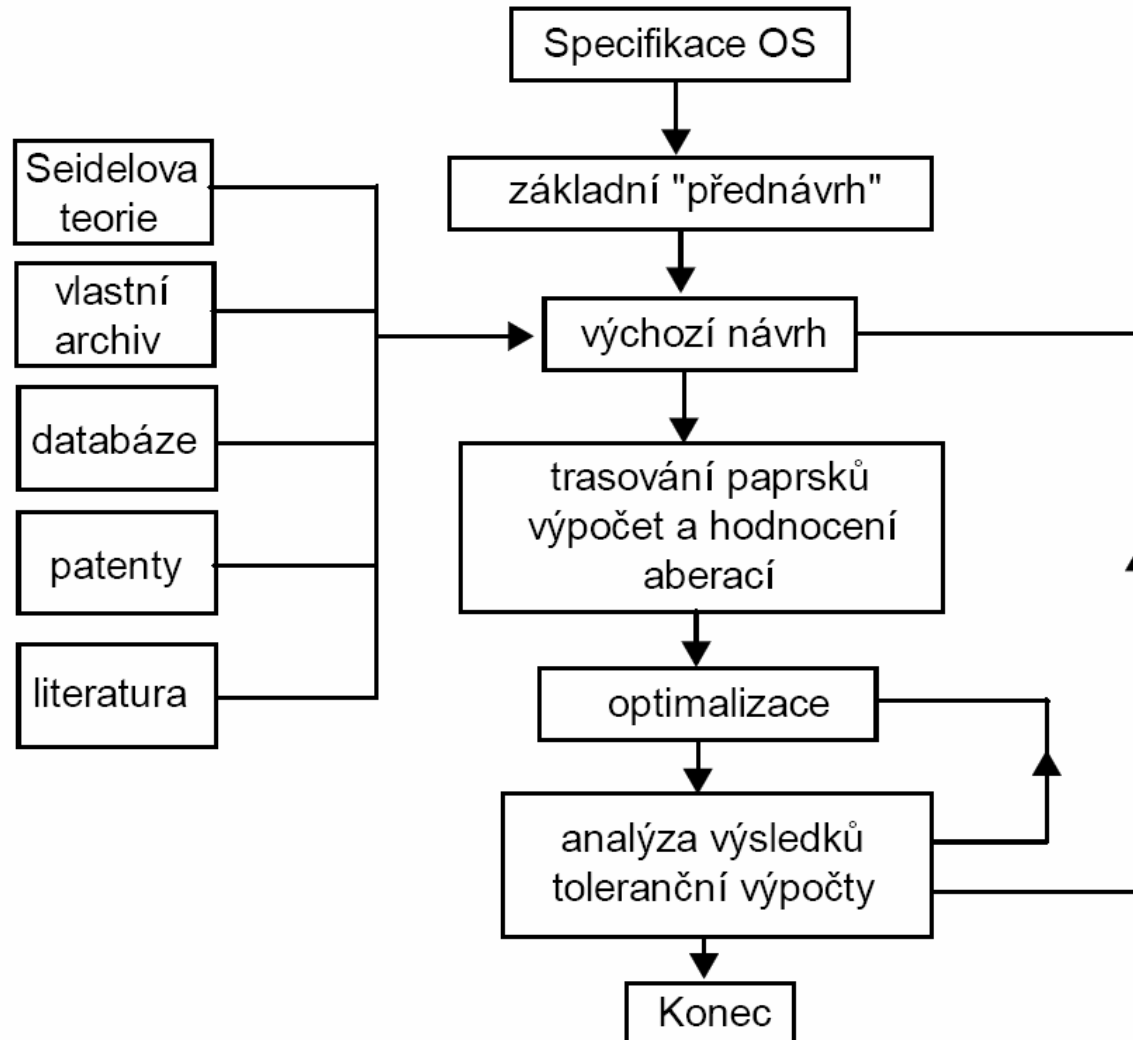 Specifikace OS
základní "přednávrh"
výchozí návrh
trasování paprsků
výpočet a hodnocení
aberací
optimalizace
analýza výsledků
toleranční výpočty
Konec
Seidelova
teorie
vlastní
archiv
databáze
patenty
literatura